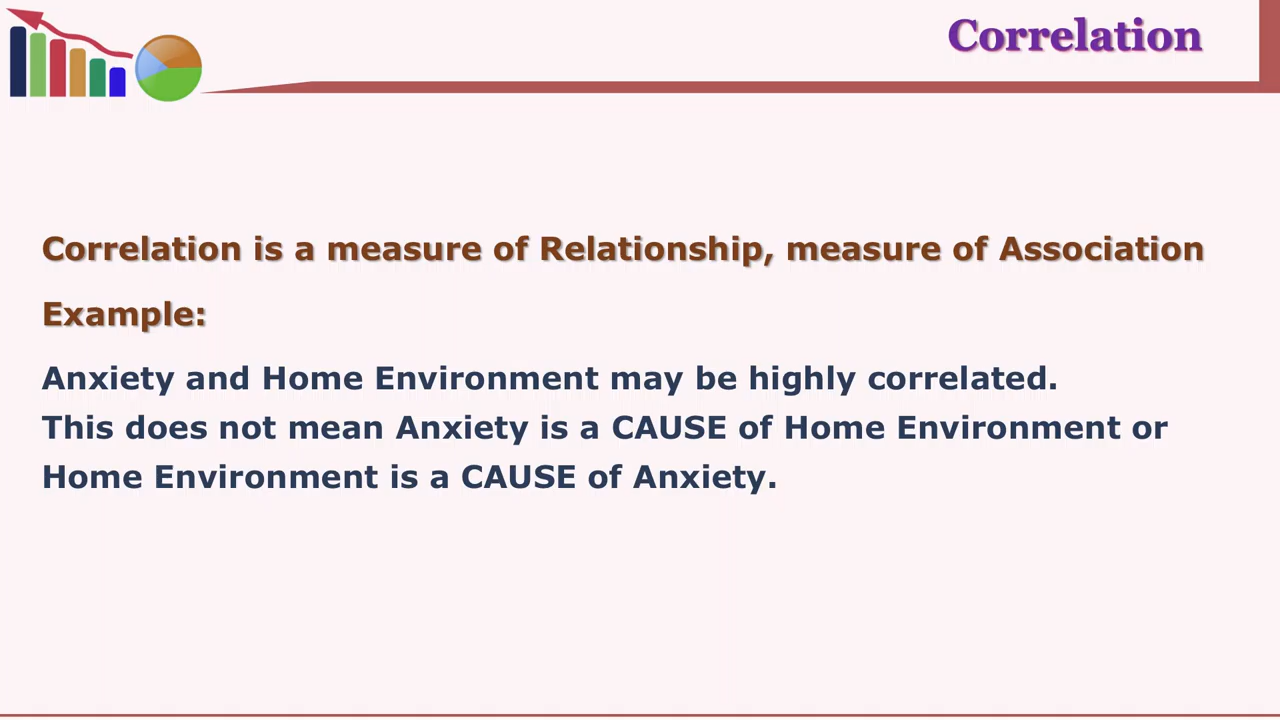 Correlation
Correlation is a measure of Relationship, measure of Association
Example:
Anxiety and Home Environment may be highly correlated.
This does not mean Anxiety is a CAUSE of Home Environment or
Home Environment is a CAUSE of Anxiety.